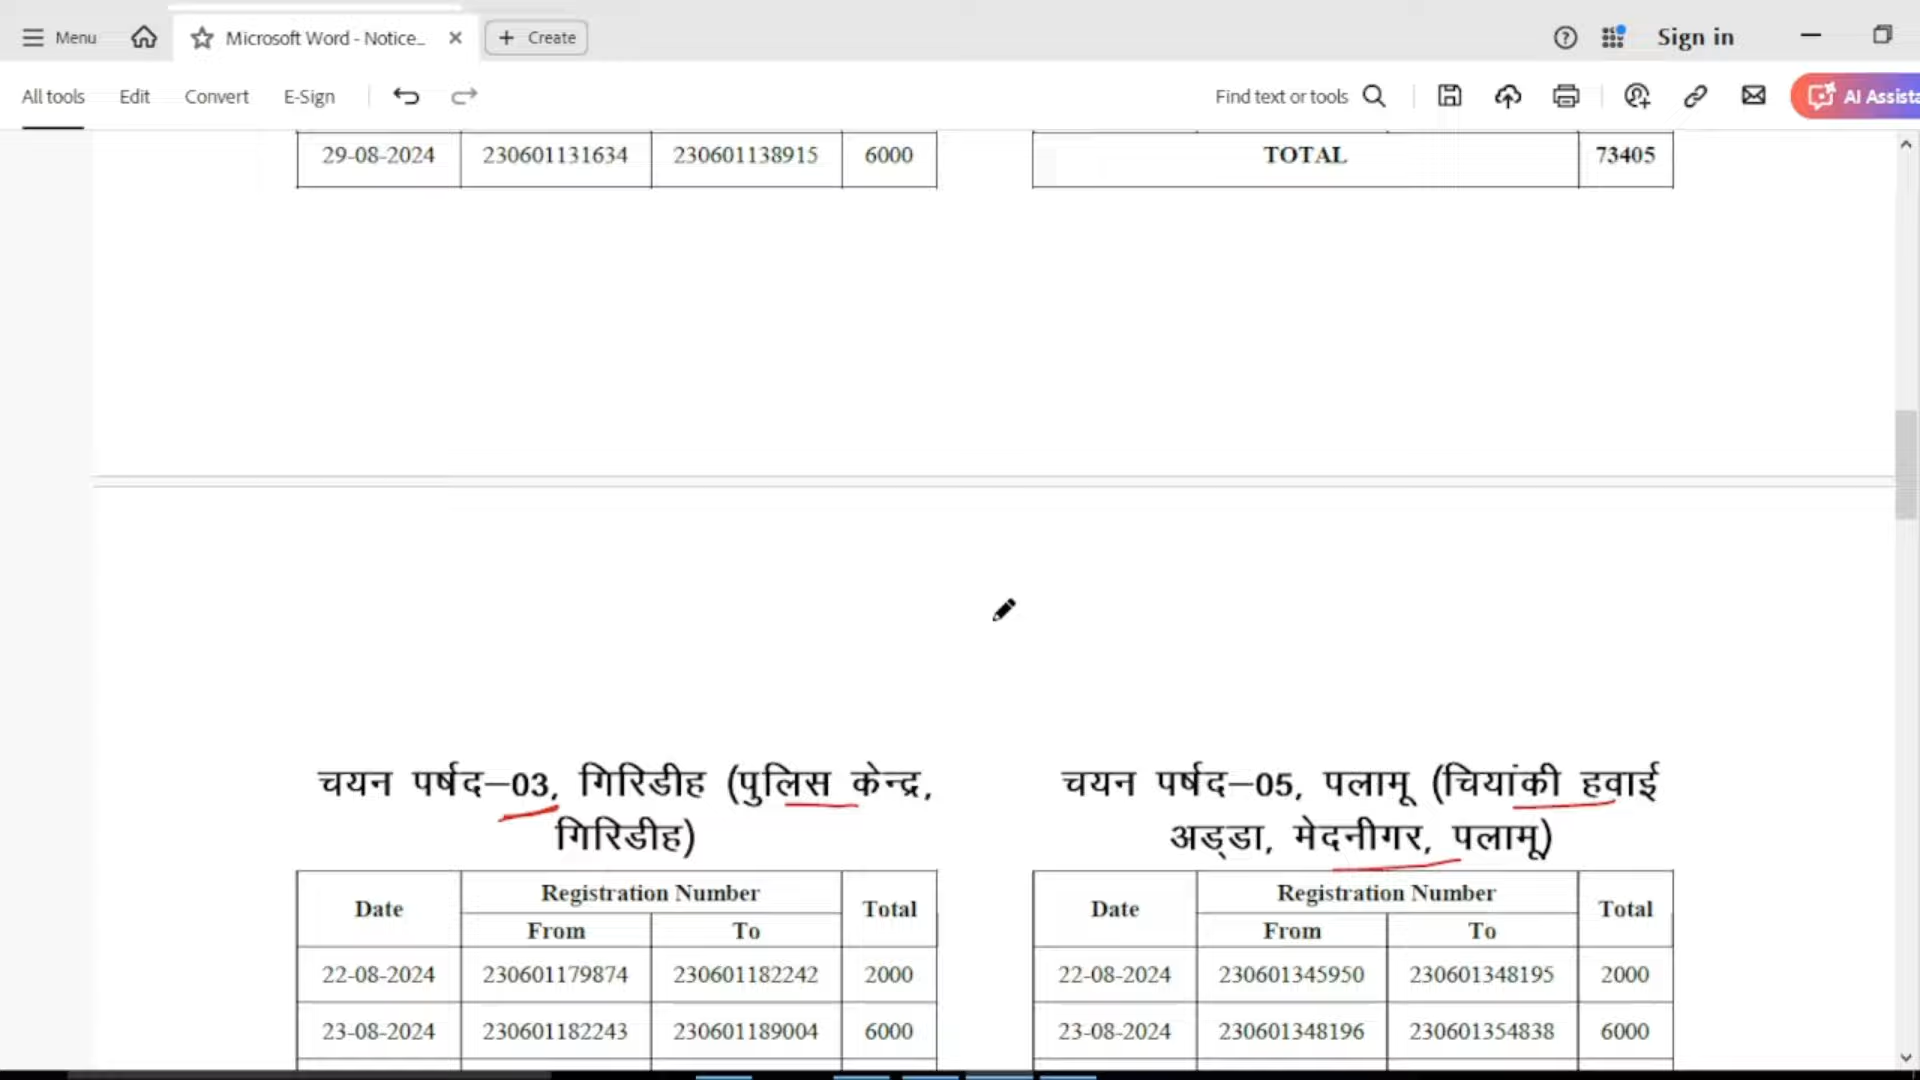 Menu
Microsoft Word - Notice_
Create
Sign in
All tools
Edit
Convert
E-Sign
Find text or tools
AI Assista
29-08-2024 230601131634 230601138915 6000
TOTAL 73405
चयन पर्षद–03, गिरिडीह (पुलिस केन्द्र,
गिरिडीह)
Date Registration Number Total
From To
22-08-2024 230601179874 230601182242 2000
23-08-2024 230601182243 230601189004 6000
चयन पर्षद–05, पलामू (चियांकी हवाई
अड्डा, मेदनीगर, पलामू)
Date Registration Number Total
From To
22-08-2024 230601345950 230601348195 2000
23-08-2024 230601348196 230601354838 6000